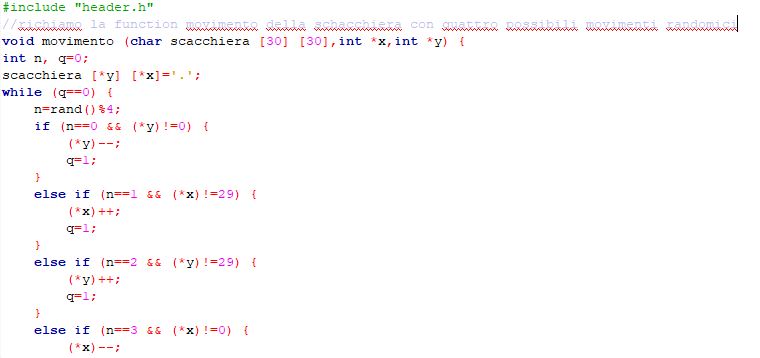 #include "header.h"
//richiamo la function movimento della schacchiera con quattro possibili movimenti randomici
void movimento (char scacchiera [30] [30],int *x,int *y) {
int n, q=0;
scacchiera [*y] [*x]='.';
while (q==0) {
    n=rand()%4;
    if (n==0 && (*y)!=0) {
        (*y)--;
        q=1;
    }
    else if (n==1 && (*x)!=29) {
        (*x)++;
        q=1;
    }
    else if (n==2 && (*y)!=29) {
        (*y)++;
        q=1;
    }
    else if (n==3 && (*x)!=0) {
        (*x)--;